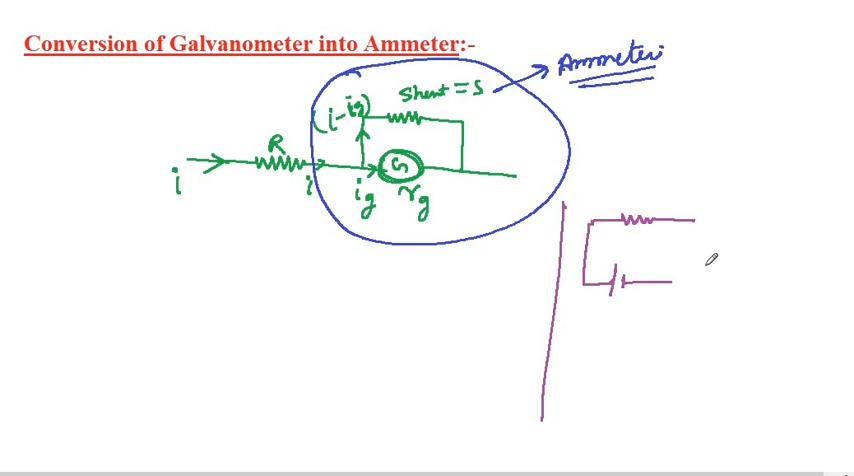 Conversion of Galvanometer into Ammeter:-
Ammeter
Shunt = S
(i-ig)
R
G
i
i
ig
rg